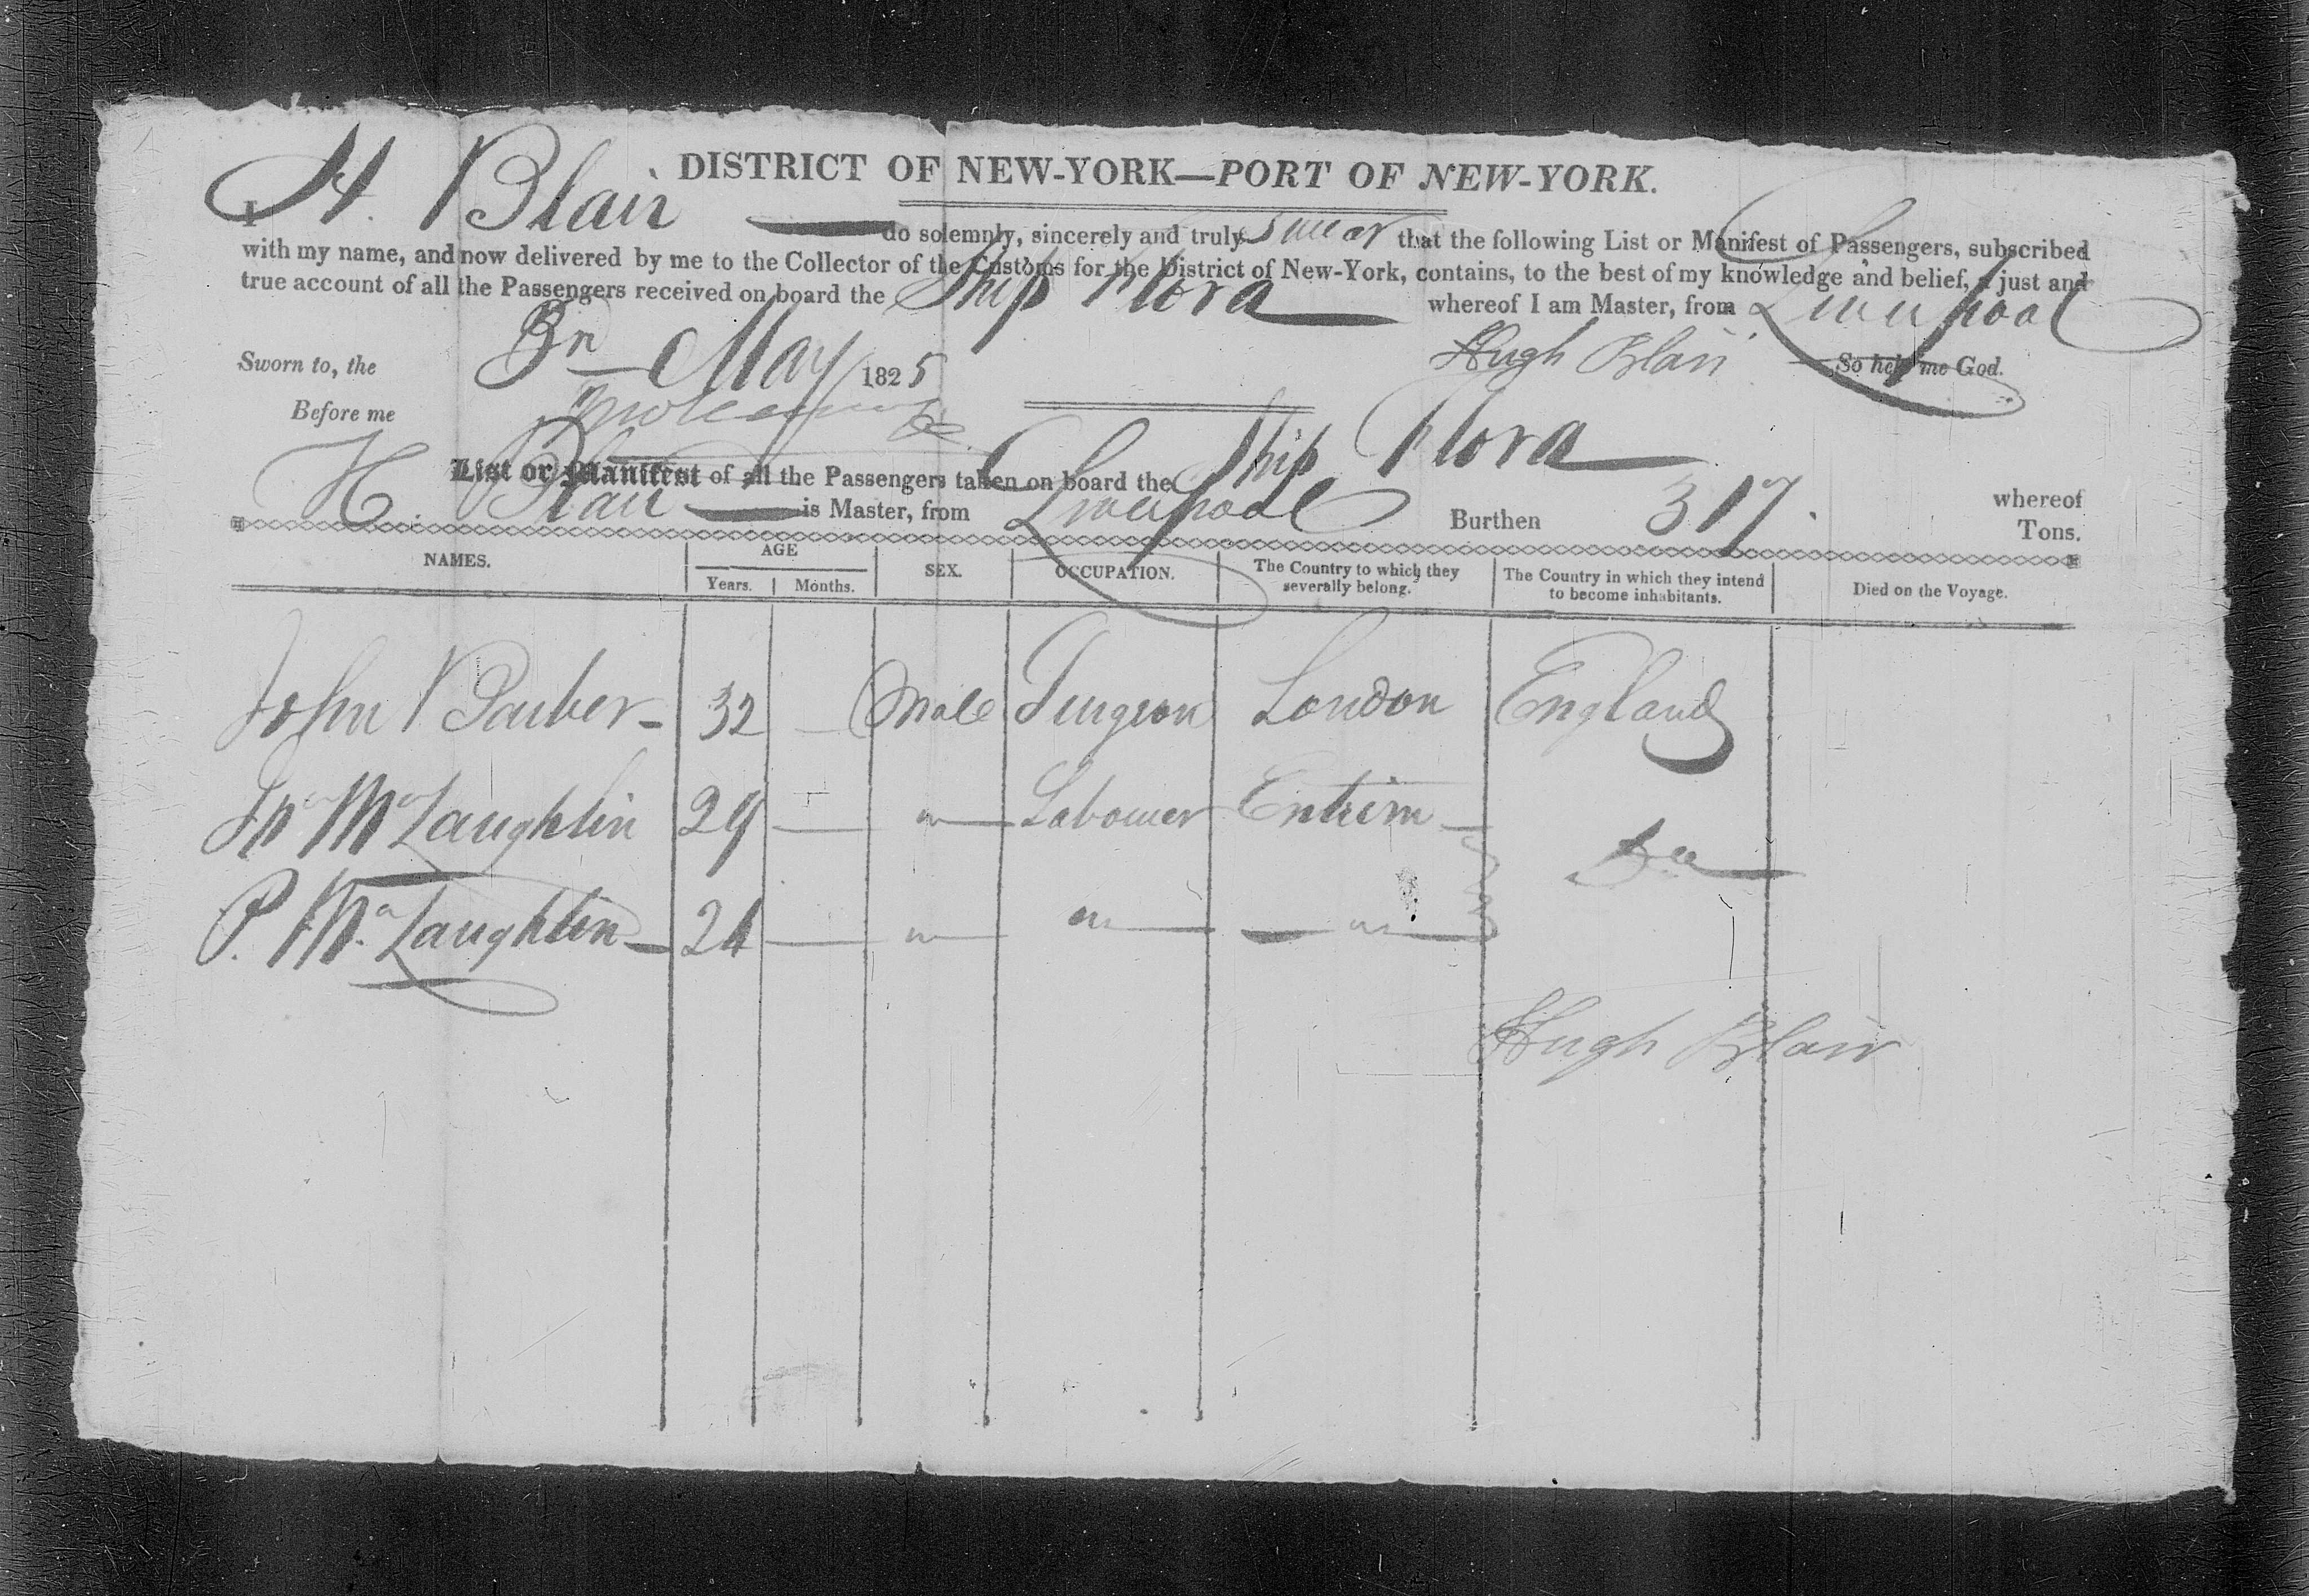 DISTRICT OF NEW-YORK—PORT OF NEW-YORK.
I H. Blair do solemnly, sincerely and truly swear that the following List or Manifest of Passengers, subscribed
with my name, and now delivered by me to the Collector of the Customs for the District of New-York, contains, to the best of my knowledge and belief, a just and
true account of all the Passengers received on board the Ship Flora whereof I am Master, from Liverpool
Sworn to, the 3rd May 1825 Hugh Blair So help me God.
Before me
List or Manifest of all the Passengers taken on board the Ship Flora whereof
H. Blair is Master, from Liverpool Burthen 317 Tons.
NAMES. AGE SEX. OCCUPATION. The Country to which they severally belong. The Country in which they intend to become inhabitants. Died on the Voyage.
Years. Months.
John Barber 32 — Male Surgeon London England
Jn McLaughlin 29 — " Labourer Entrim Do
P. McLaughlin 24 — " " "
Hugh Blair